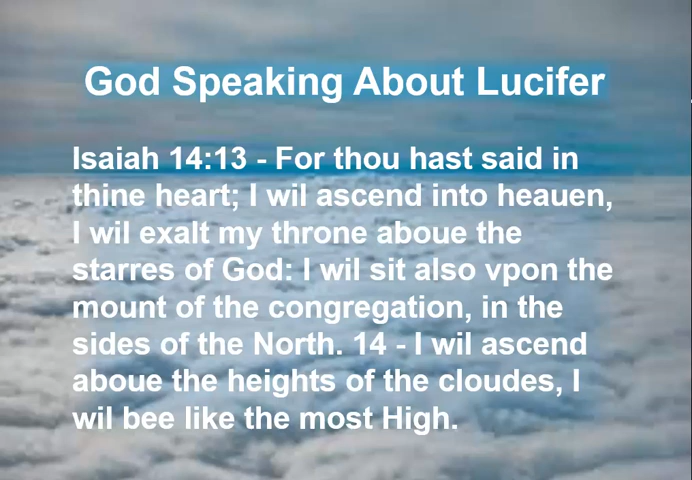 God Speaking About Lucifer
Isaiah 14:13 - For thou hast said in
thine heart; I wil ascend into heauen,
I wil exalt my throne aboue the
starres of God: I wil sit also vpon the
mount of the congregation, in the
sides of the North. 14 - I wil ascend
aboue the heights of the cloudes, I
wil bee like the most High.